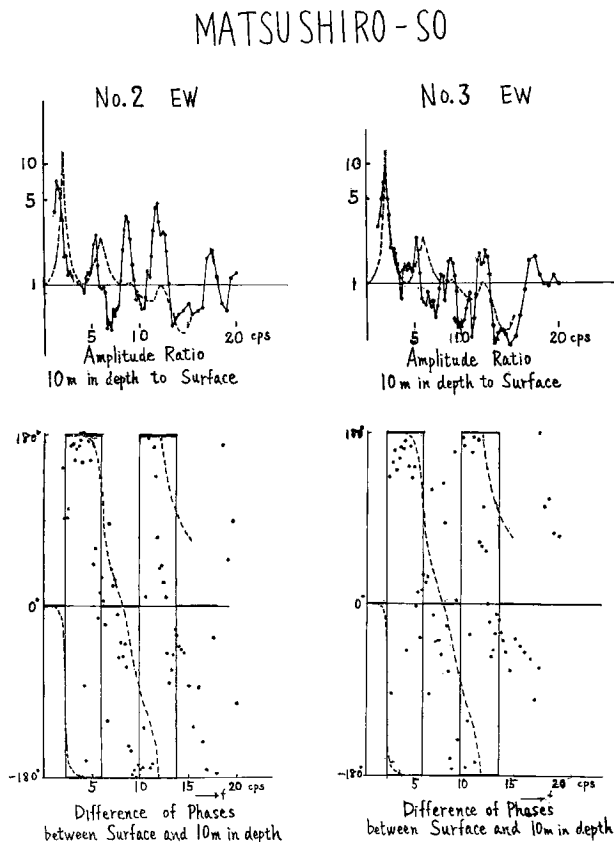 MATSUSHIRO-SO
No.2 EW
No.3 EW
10
5
1
5
10
20 cps
Amplitude Ratio
10m in depth to Surface
10
5
1
5
10
20 cps
Amplitude Ratio
10m in depth to Surface
180°
0°
-180°
5
10
15
20 cps
f
Difference of Phases
between Surface and 10m in depth
180°
0°
-180°
5
10
15
20 cps
f
Difference of Phases
between Surface and 10m in depth